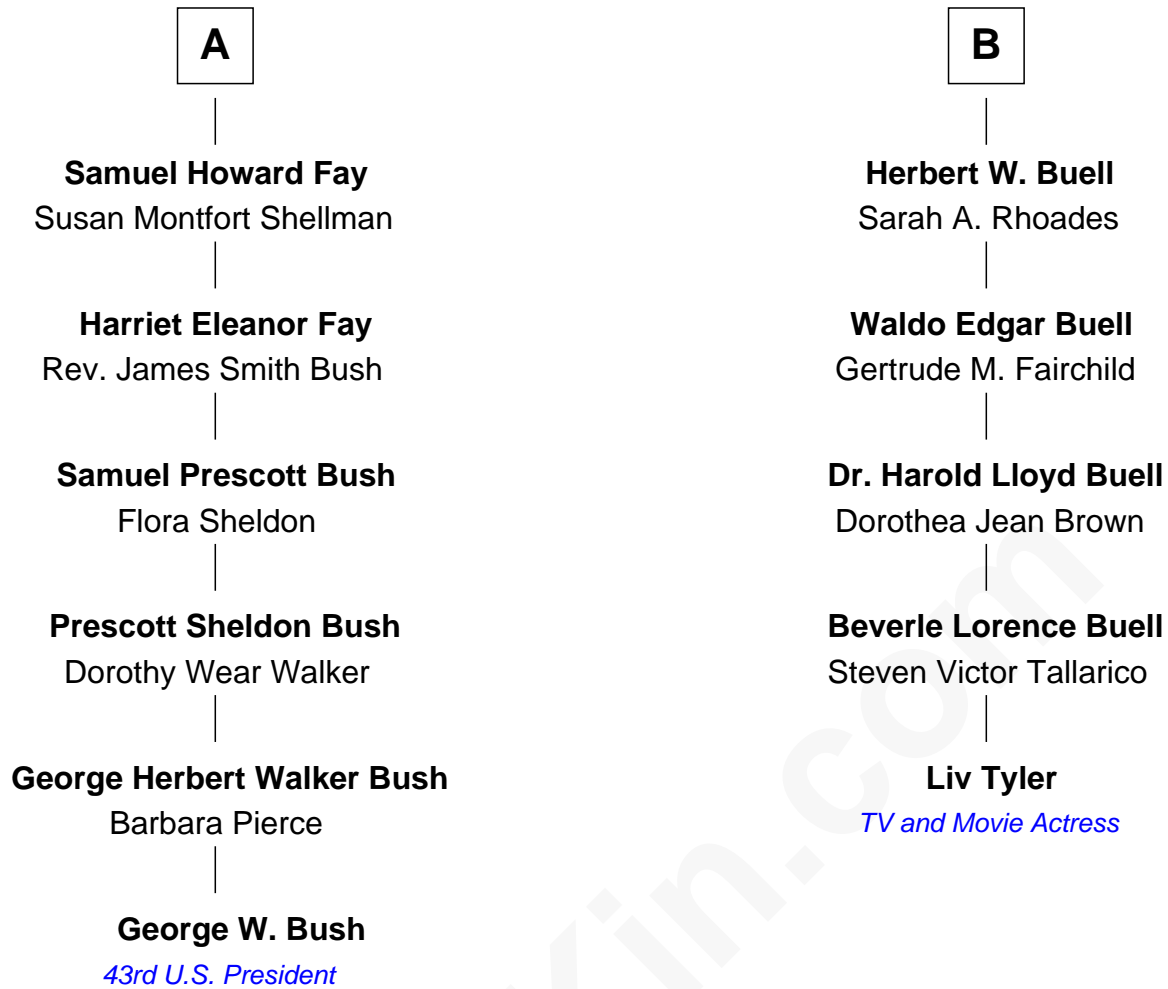 A
Samuel Howard Fay
Susan Montfort Shellman
Harriet Eleanor Fay
Rev. James Smith Bush
Samuel Prescott Bush
Flora Sheldon
Prescott Sheldon Bush
Dorothy Wear Walker
George Herbert Walker Bush
Barbara Pierce
George W. Bush
43rd U.S. President
B
Herbert W. Buell
Sarah A. Rhoades
Waldo Edgar Buell
Gertrude M. Fairchild
Dr. Harold Lloyd Buell
Dorothea Jean Brown
Beverle Lorence Buell
Steven Victor Tallarico
Liv Tyler
TV and Movie Actress
Kin.com